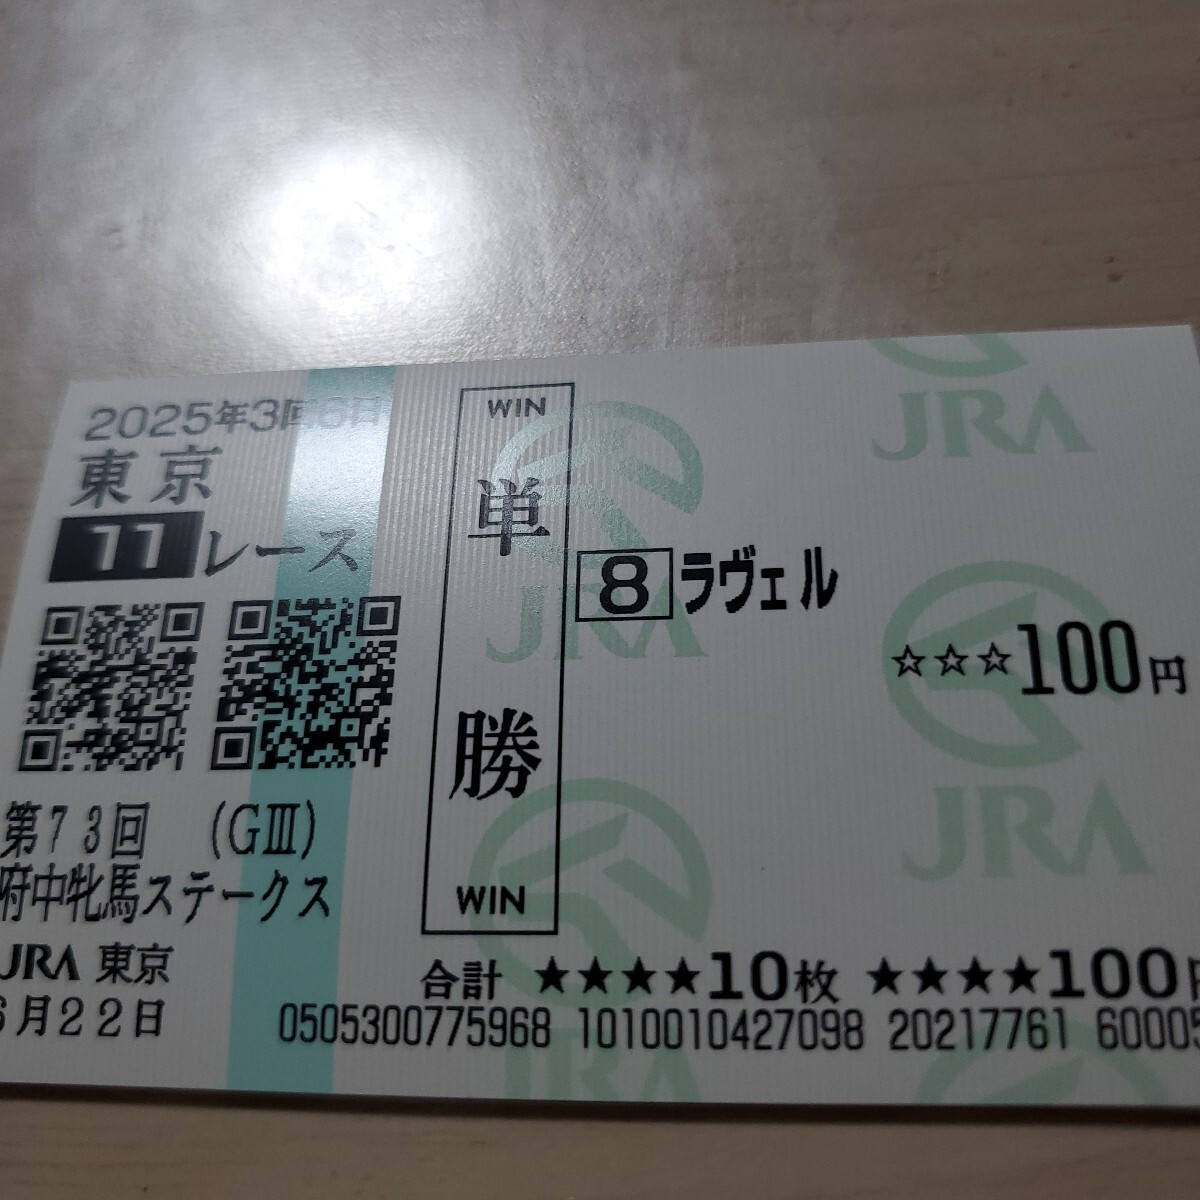 2025年3回6日
東京
11レース
第73回 (GⅢ)
府中牝馬ステークス
JRA 東京
6月22日
WIN
単勝
WIN
8 ラヴェル
☆☆☆100円
合計 ★★★★10枚 ★★★★100円
0505300775968 1010010427098 20217761 60005
JRA
JRA
JRA
JRA